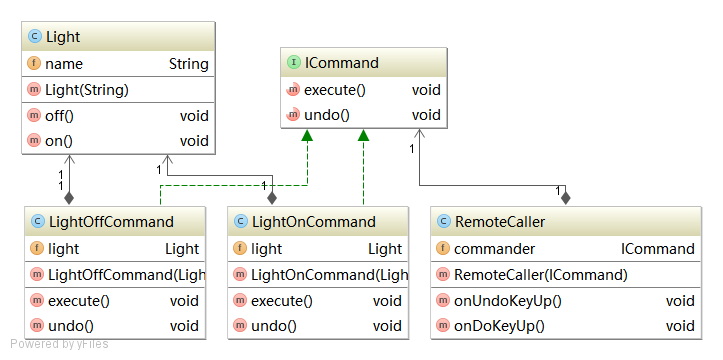 C Light
f name String
m Light(String)
m off() void
m on() void
I ICommand
m execute() void
m undo() void
1
1
1
1
1
1
C LightOffCommand
f light Light
m LightOffCommand(Ligh
m execute() void
m undo() void
C LightOnCommand
f light Light
m LightOnCommand(Ligh
m execute() void
m undo() void
C RemoteCaller
f commander ICommand
m RemoteCaller(ICommand)
m onUndoKeyUp() void
m onDoKeyUp() void
Powered by yFiles